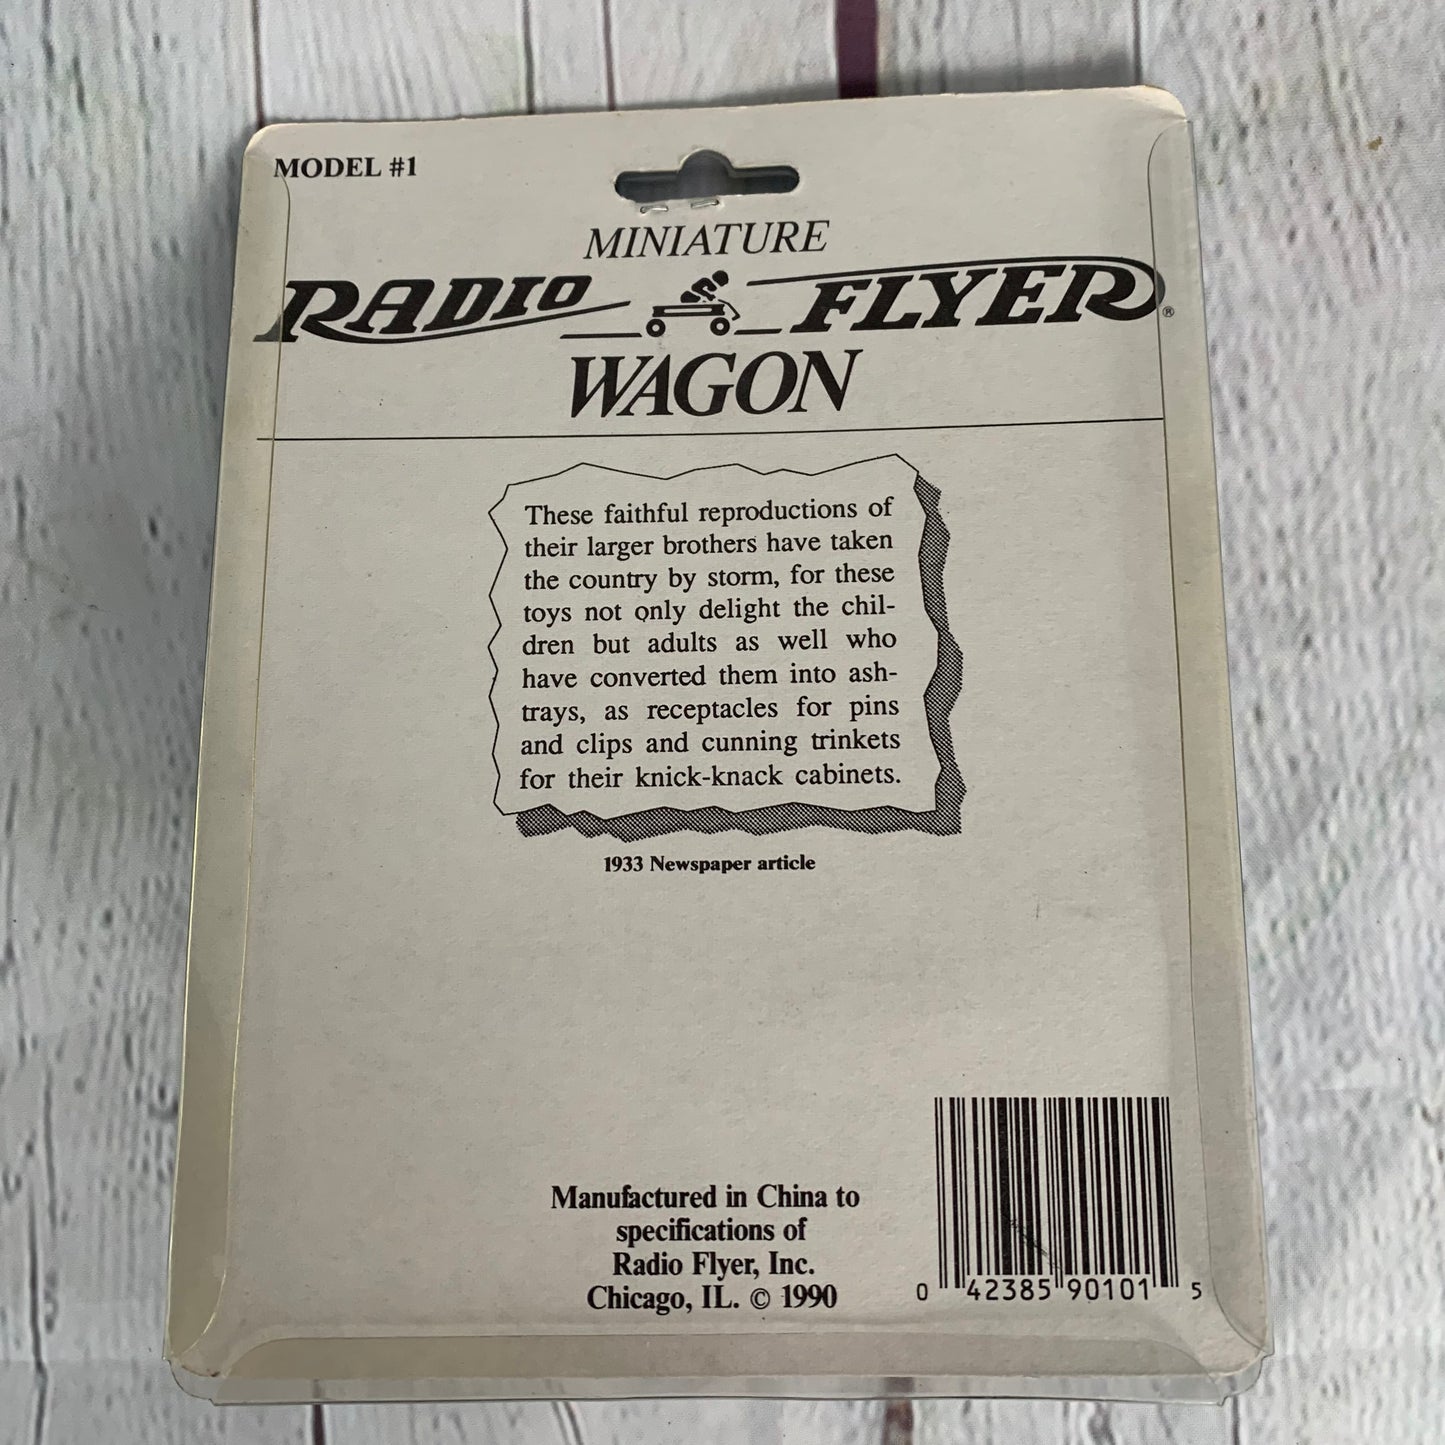 MODEL #1
MINIATURE
RADIO FLYER®
WAGON
These faithful reproductions of
their larger brothers have taken
the country by storm, for these
toys not only delight the chil-
dren but adults as well who
have converted them into ash-
trays, as receptacles for pins
and clips and cunning trinkets
for their knick-knack cabinets.
1933 Newspaper article
Manufactured in China to
specifications of
Radio Flyer, Inc.
Chicago, IL. © 1990
0 42385 90101 5